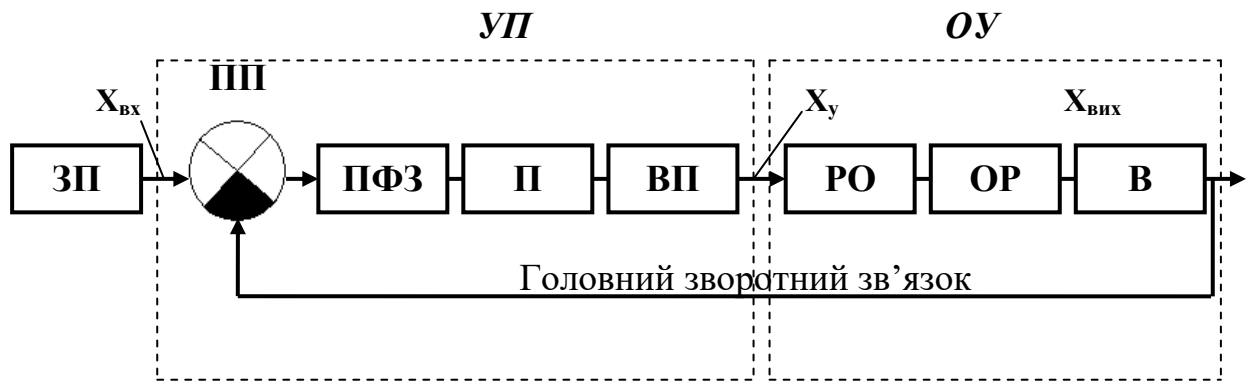 УП ОУ
ПП
Xвх Xу Xвих
ЗП ПФЗ П ВП РО ОР В
Головний зворотний зв’язок